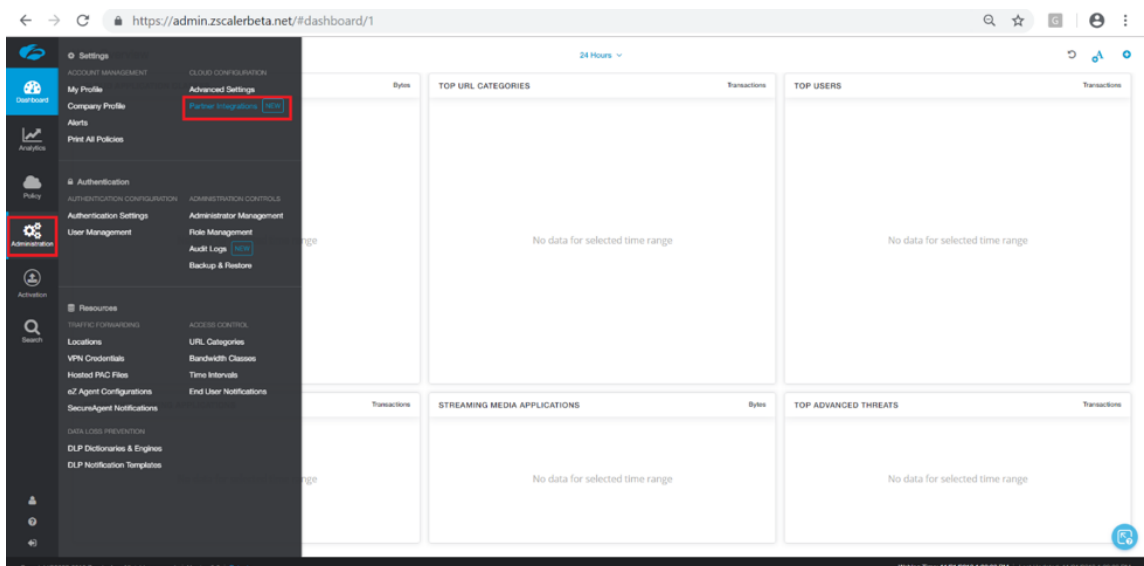 https://admin.zscalerbeta.net/#dashboard/1
G
Settings
ACCOUNT MANAGEMENT
CLOUD CONFIGURATION
My Profile
Advanced Settings
Company Profile
Partner Integrations NEW
Alerts
Print All Policies
Authentication
AUTHENTICATION CONFIGURATION
ADMINISTRATION CONTROLS
Authentication Settings
Administrator Management
User Management
Role Management
Audit Logs NEW
Backup & Restore
Resources
TRAFFIC FORWARDING
ACCESS CONTROL
Locations
URL Categories
VPN Credentials
Bandwidth Classes
Hosted PAC Files
Time Intervals
eZ Agent Configurations
End User Notifications
SecureAgent Notifications
DATA LOSS PREVENTION
DLP Dictionaries & Engines
DLP Notification Templates
Dashboard
Analytics
Policy
Administration
Activation
Search
24 Hours
Bytes
TOP URL CATEGORIES
Transactions
TOP USERS
Transactions
nge
No data for selected time range
No data for selected time range
Transactions
STREAMING MEDIA APPLICATIONS
Bytes
TOP ADVANCED THREATS
Transactions
nge
No data for selected time range
No data for selected time range